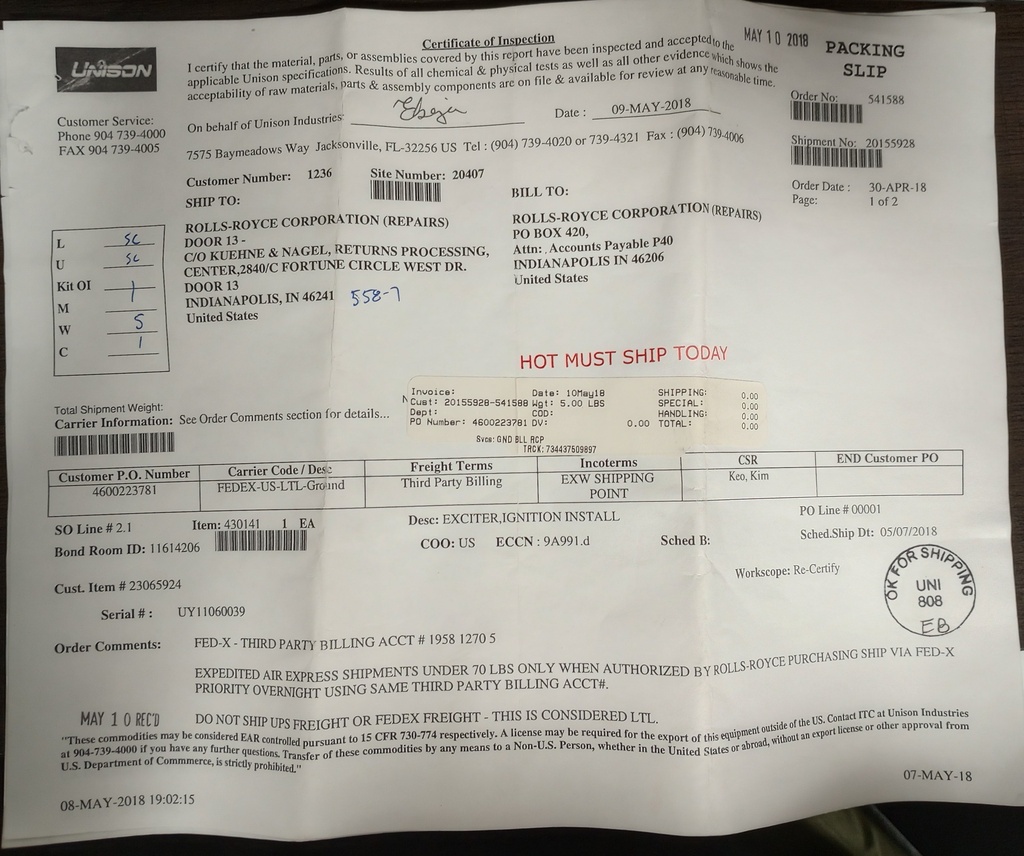 UNISON
Certificate of Inspection
MAY 10 2018
PACKING
SLIP
I certify that the material, parts, or assemblies covered by this report have been inspected and accepted to the
applicable Unison specifications. Results of all chemical & physical tests as well as all other evidence which shows the
acceptability of raw materials, parts & assembly components are on file & available for review at any reasonable time.
On behalf of Unison Industries:
Date : 09-MAY-2018
7575 Baymeadows Way Jacksonville, FL-32256 US Tel : (904) 739-4020 or 739-4321 Fax : (904) 739-4006
Customer Service:
Phone 904 739-4000
FAX 904 739-4005
Order No: 541588
Shipment No: 20155928
Order Date : 30-APR-18
Page: 1 of 2
Customer Number: 1236
Site Number: 20407
SHIP TO:
ROLLS-ROYCE CORPORATION (REPAIRS)
DOOR 13 -
C/O KUEHNE & NAGEL, RETURNS PROCESSING,
CENTER,2840/C FORTUNE CIRCLE WEST DR.
DOOR 13
INDIANAPOLIS, IN 46241
558-7
United States
BILL TO:
ROLLS-ROYCE CORPORATION (REPAIRS)
PO BOX 420,
Attn: Accounts Payable P40
INDIANAPOLIS IN 46206
United States
L SC
U SC
Kit OI 1
M
W 5
C 1
HOT MUST SHIP TODAY
Invoice: Date: 10May18 SHIPPING: 0.00
Cust: 20155928-541588 Wgt: 5.00 LBS SPECIAL: 0.00
Dept: COD: HANDLING: 0.00
PO Number: 4600223781 DV: 0.00 TOTAL: 0.00
Svcs: GND BLL RCP
TRCK: 734437509897
Total Shipment Weight:
Carrier Information: See Order Comments section for details...
Customer P.O. Number Carrier Code / Desc Freight Terms Incoterms CSR END Customer PO
4600223781 FEDEX-US-LTL-Ground Third Party Billing EXW SHIPPING POINT Keo, Kim
SO Line # 2.1 Item: 430141 1 EA Desc: EXCITER,IGNITION INSTALL PO Line # 00001
Bond Room ID: 11614206 COO: US ECCN : 9A991.d Sched B: Sched.Ship Dt: 05/07/2018
Cust. Item # 23065924 Workscope: Re-Certify
Serial # : UY11060039
OK FOR SHIPPING
UNI
808
EB
Order Comments: FED-X - THIRD PARTY BILLING ACCT # 1958 1270 5
EXPEDITED AIR EXPRESS SHIPMENTS UNDER 70 LBS ONLY WHEN AUTHORIZED BY ROLLS-ROYCE PURCHASING SHIP VIA FED-X
PRIORITY OVERNIGHT USING SAME THIRD PARTY BILLING ACCT#.
MAY 10 REC'D
DO NOT SHIP UPS FREIGHT OR FEDEX FREIGHT - THIS IS CONSIDERED LTL.
"These commodities may be considered EAR controlled pursuant to 15 CFR 730-774 respectively. A license may be required for the export of this equipment outside of the US. Contact ITC at Unison Industries
at 904-739-4000 if you have any further questions. Transfer of these commodities by any means to a Non-U.S. Person, whether in the United States or abroad, without an export license or other approval from
U.S. Department of Commmerce, is strictly prohibited."
07-MAY-18
08-MAY-2018 19:02:15